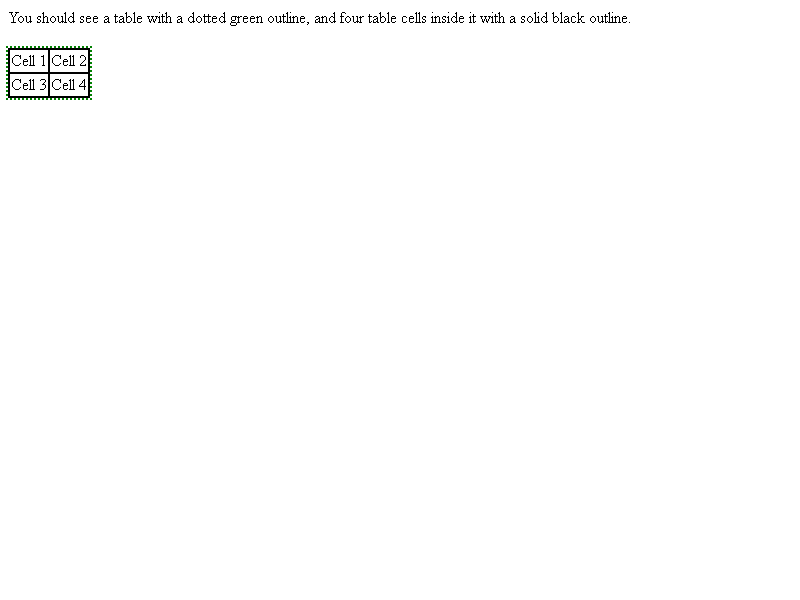 You should see a table with a dotted green outline, and four table cells inside it with a solid black outline.
Cell 1 Cell 2
Cell 3 Cell 4